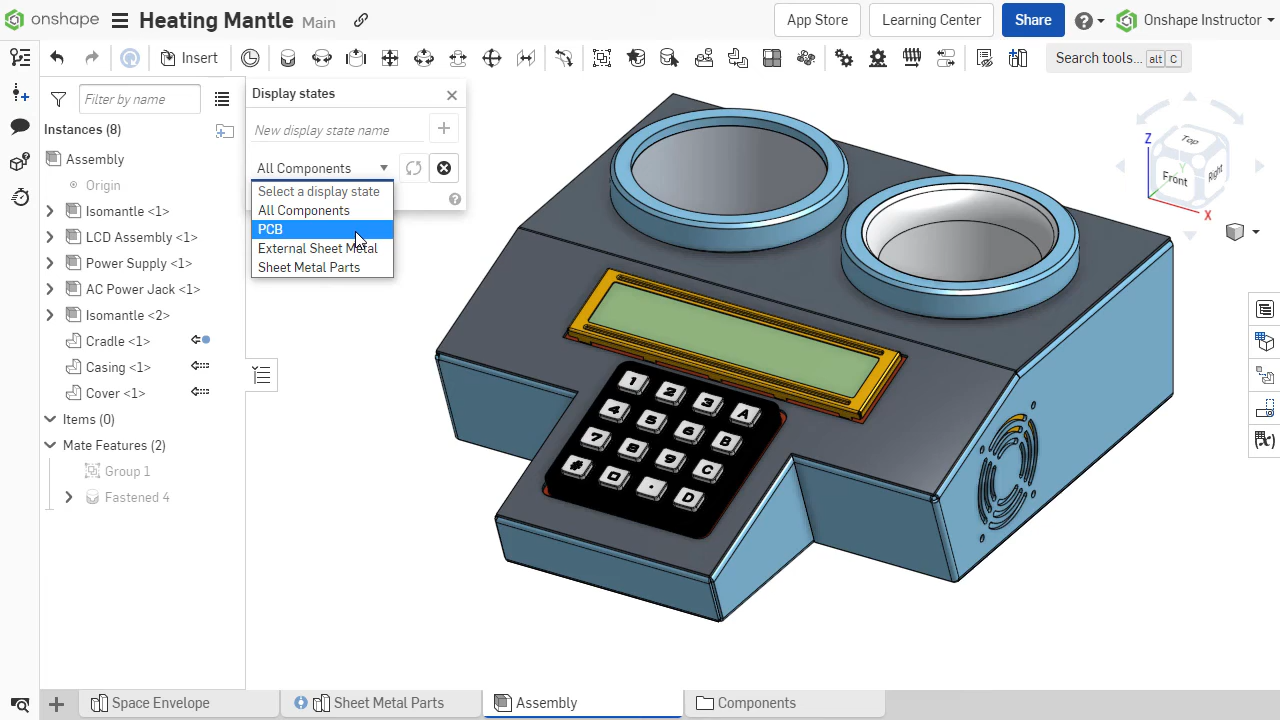 onshape
Heating Mantle Main
App Store
Learning Center
Share
Onshape Instructor
Insert
Search tools... alt C
Filter by name
Instances (8)
Assembly
Origin
Isomantle <1>
LCD Assembly <1>
Power Supply <1>
AC Power Jack <1>
Isomantle <2>
Cradle <1>
Casing <1>
Cover <1>
Items (0)
Mate Features (2)
Group 1
Fastened 4
Display states
New display state name
All Components
Select a display state
All Components
PCB
External Sheet Metal
Sheet Metal Parts
Z
Top
Front
Right
Y
X
1 2 3 A
4 5 6 B
7 8 9 C
# 0 . D
Space Envelope
Sheet Metal Parts
Assembly
Components